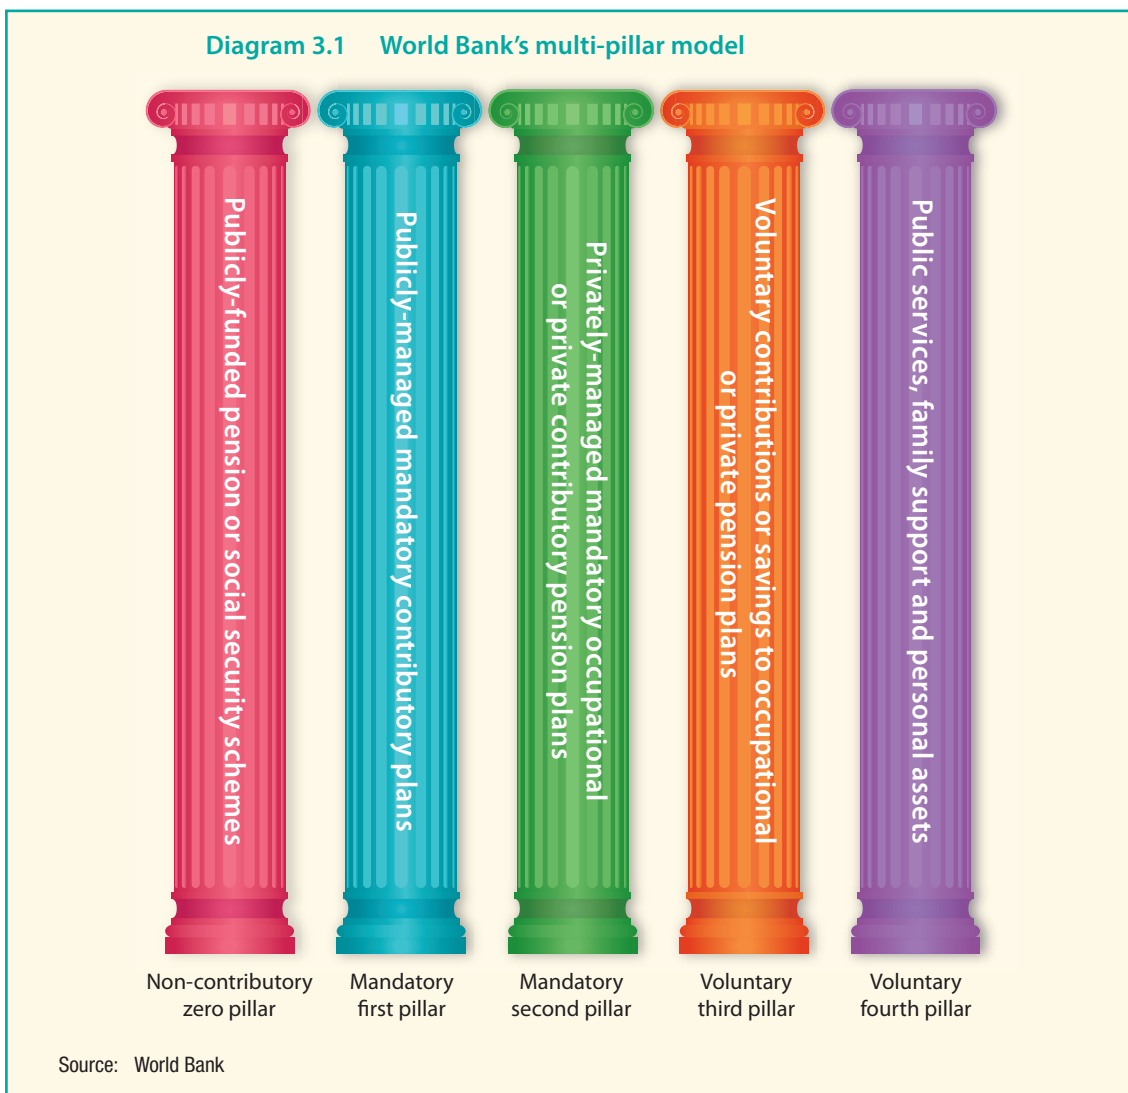 Diagram 3.1 World Bank's multi-pillar model
Publicly-funded pension or social security schemes
Publicly-managed mandatory contributory plans
Privately-managed mandatory occupational
or private contributory pension plans
Voluntary contributions or savings to occupational
or private pension plans
Public services, family support and personal assets
Non-contributory
zero pillar
Mandatory
first pillar
Mandatory
second pillar
Voluntary
third pillar
Voluntary
fourth pillar
Source: World Bank